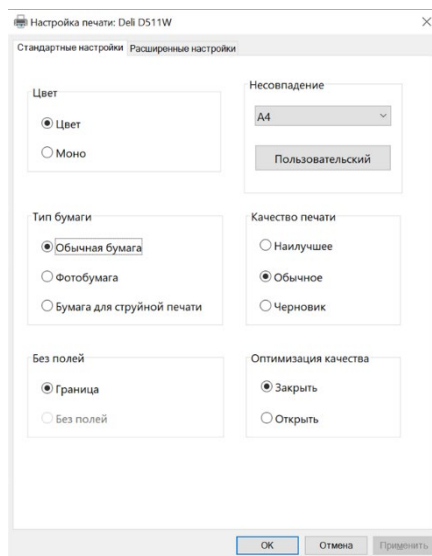 Настройка печати: Deli D511W
Стандартные настройки Расширенные настройки
Цвет
Цвет
Моно
Несовпадение
A4
Пользовательский
Тип бумаги
Обычная бумага
Фотобумага
Бумага для струйной печати
Качество печати
Наилучшее
Обычное
Черновик
Без полей
Граница
Без полей
Оптимизация качества
Закрыть
Открыть
OK Отмена Применить